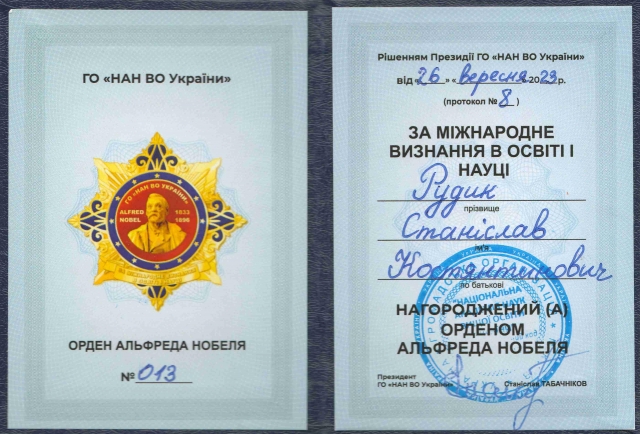 ГО «НАН ВО України»
ГО «НАН ВО УКРАЇНИ»
ALFRED NOBEL
1833 1896
ОРДЕН АЛЬФРЕДА НОБЕЛЯ
№ 013
Рішенням Президії ГО «НАН ВО України»
від «26» «вересня» 2023 р.
(протокол № 8)
ЗА МІЖНАРОДНЕ
ВИЗНАННЯ В ОСВІТІ І
НАУЦІ
Рудик
прізвище
Станіслав
ім'я
Костянтинович
по батькові
НАГОРОДЖЕНИЙ (А)
ОРДЕНОМ
АЛЬФРЕДА НОБЕЛЯ
Президент
ГО «НАН ВО України» Станіслав ТАБАЧНІКОВ